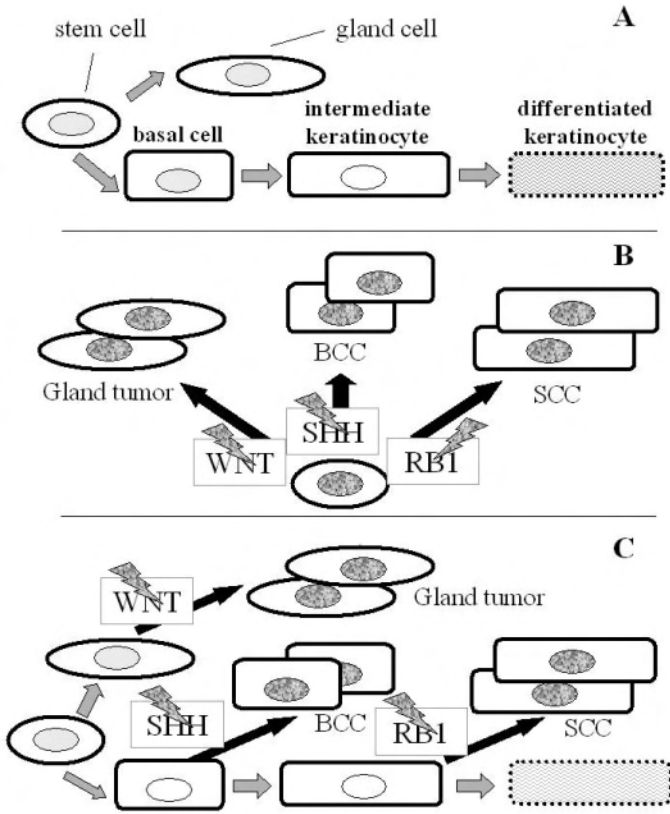 A
stem cell
gland cell
basal cell
intermediate
keratinocyte
differentiated
keratinocyte
B
Gland tumor
BCC
SCC
WNT
SHH
RB1
C
WNT
Gland tumor
SHH
BCC
RB1
SCC